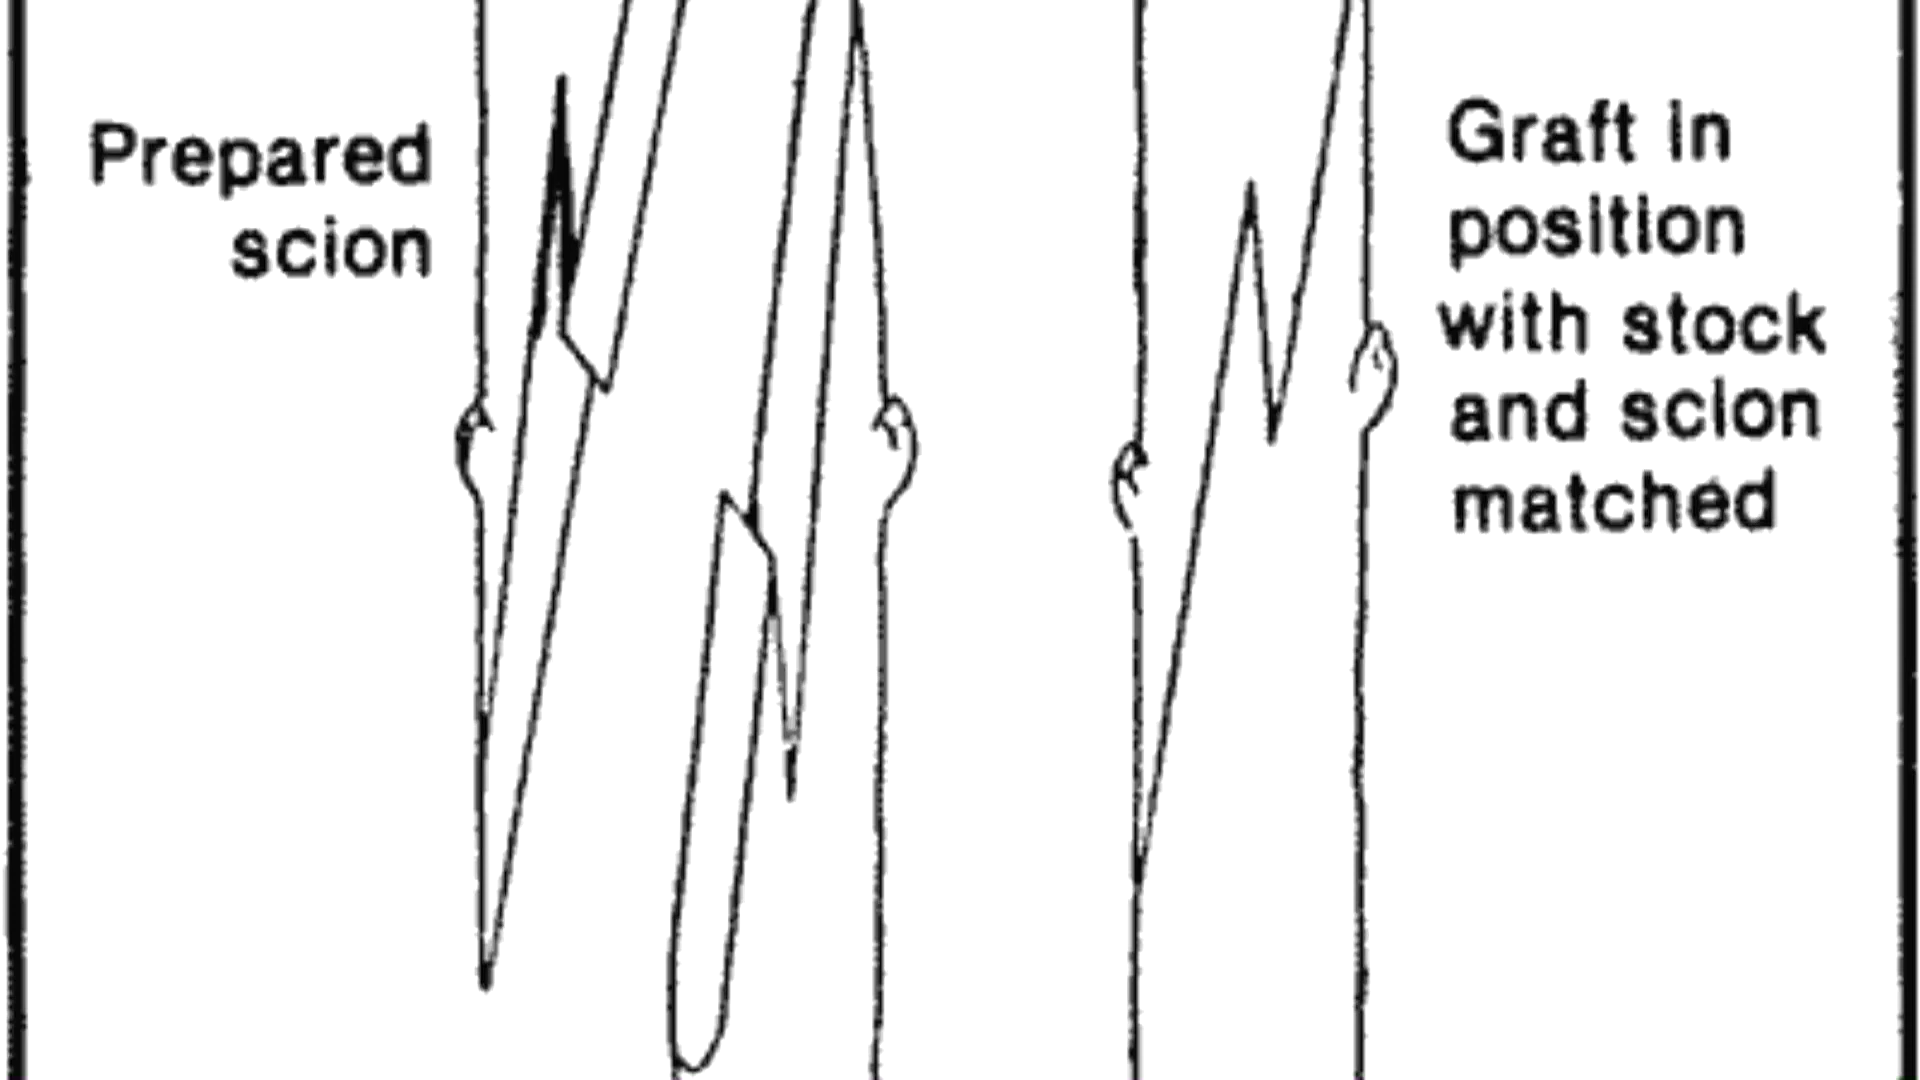 Prepared
scion
Graft in
position
with stock
and scion
matched